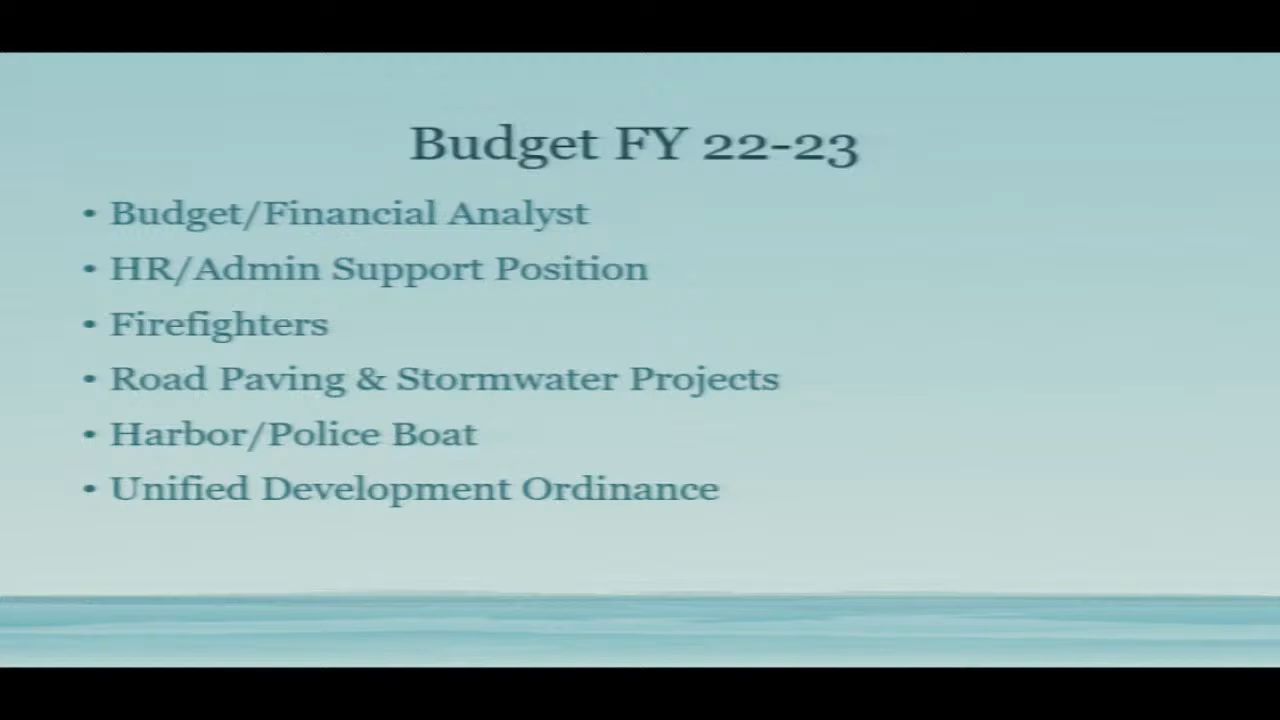 Budget FY 22-23
• Budget/Financial Analyst
• HR/Admin Support Position
• Firefighters
• Road Paving & Stormwater Projects
• Harbor/Police Boat
• Unified Development Ordinance